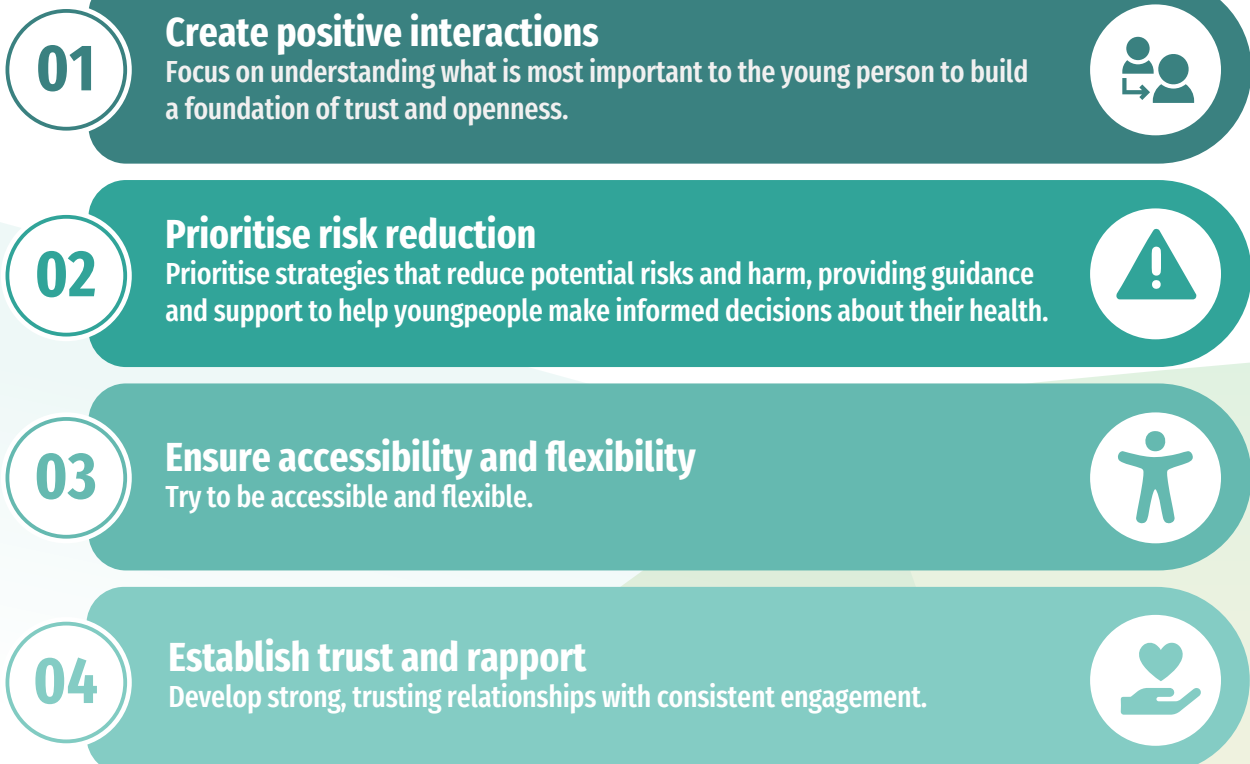 01
Create positive interactions
Focus on understanding what is most important to the young person to build
a foundation of trust and openness.
02
Prioritise risk reduction
Prioritise strategies that reduce potential risks and harm, providing guidance
and support to help youngpeople make informed decisions about their health.
03
Ensure accessibility and flexibility
Try to be accessible and flexible.
04
Establish trust and rapport
Develop strong, trusting relationships with consistent engagement.